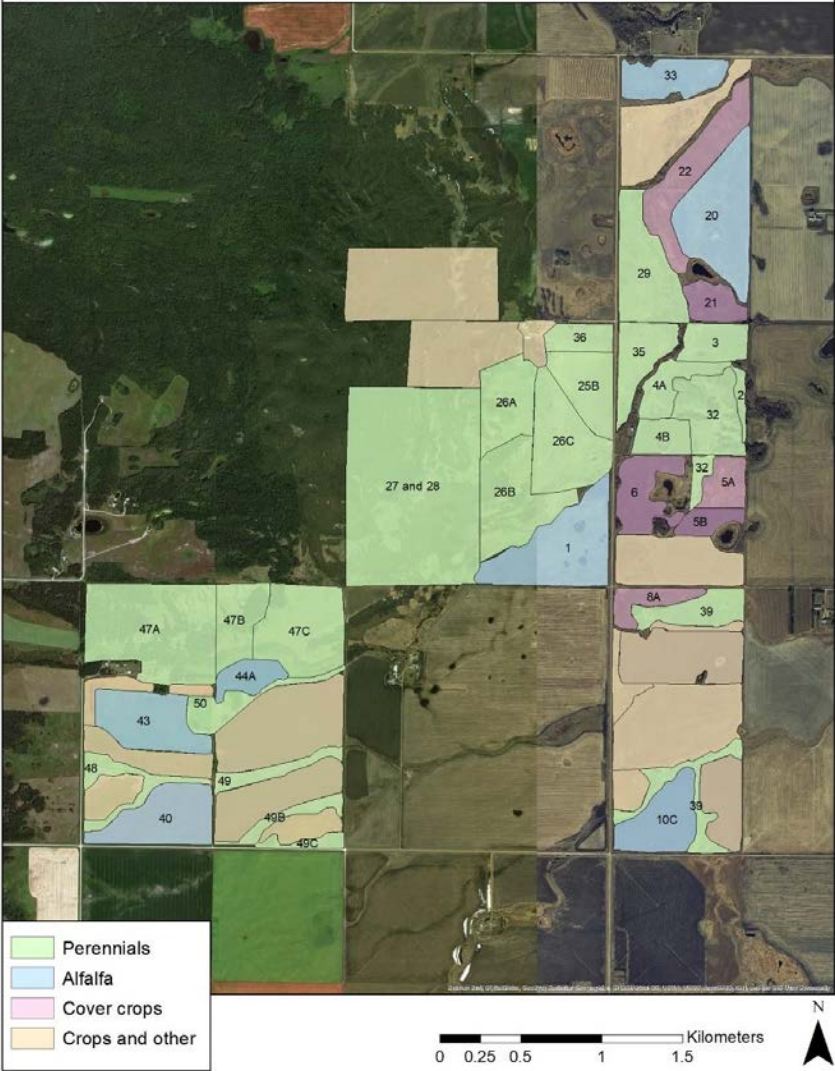 33
22
20
29
21
36
35
3
25B
4A
2
26A
32
26C
4B
32
27 and 28
6
5A
26B
5B
1
8A
39
47A
47B
47C
44A
50
43
48
49
40
49B
39
10C
49C
Perennials
Alfalfa
Cover crops
Crops and other
N
Kilometers
0 0.25 0.5 1 1.5